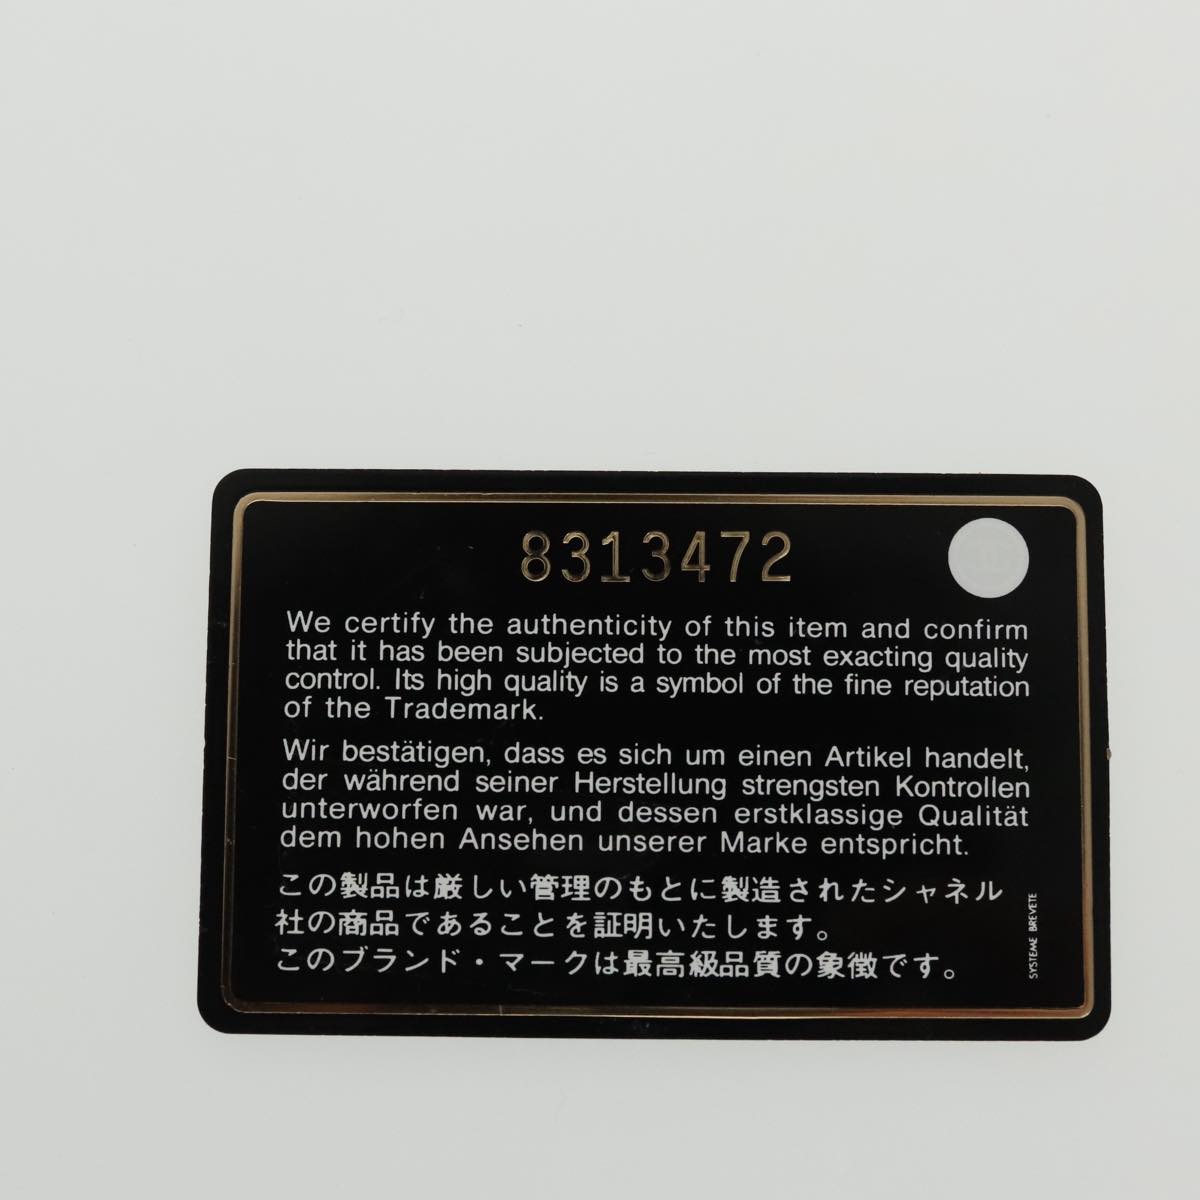 8313472
We certify the authenticity of this item and confirm
that it has been subjected to the most exacting quality
control. Its high quality is a symbol of the fine reputation
of the Trademark.
Wir bestätigen, dass es sich um einen Artikel handelt,
der während seiner Herstellung strengsten Kontrollen
unterworfen war, und dessen erstklassige Qualität
dem hohen Ansehen unserer Marke entspricht.
この製品は厳しい管理のもとに製造されたシャネル
社の商品であることを証明いたします。
このブランド・マークは最高級品質の象徴です。
SYSTEME BREVETE